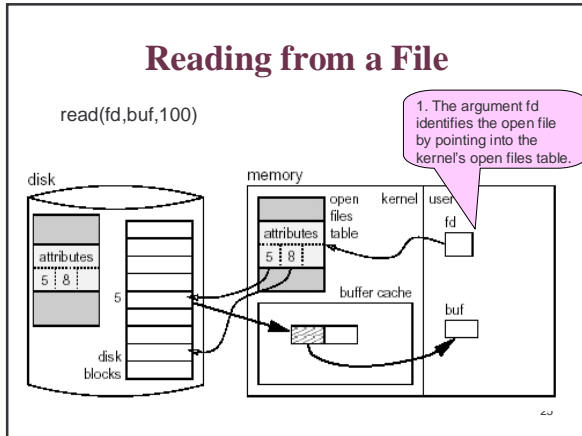 Reading from a File
read(fd,buf,100)
1. The argument fd
identifies the open file
by pointing into the
kernel's open files table.
disk
memory
open
files
table
kernel
user
fd
attributes
5 8
attributes
5 8
5
buffer cache
buf
disk
blocks